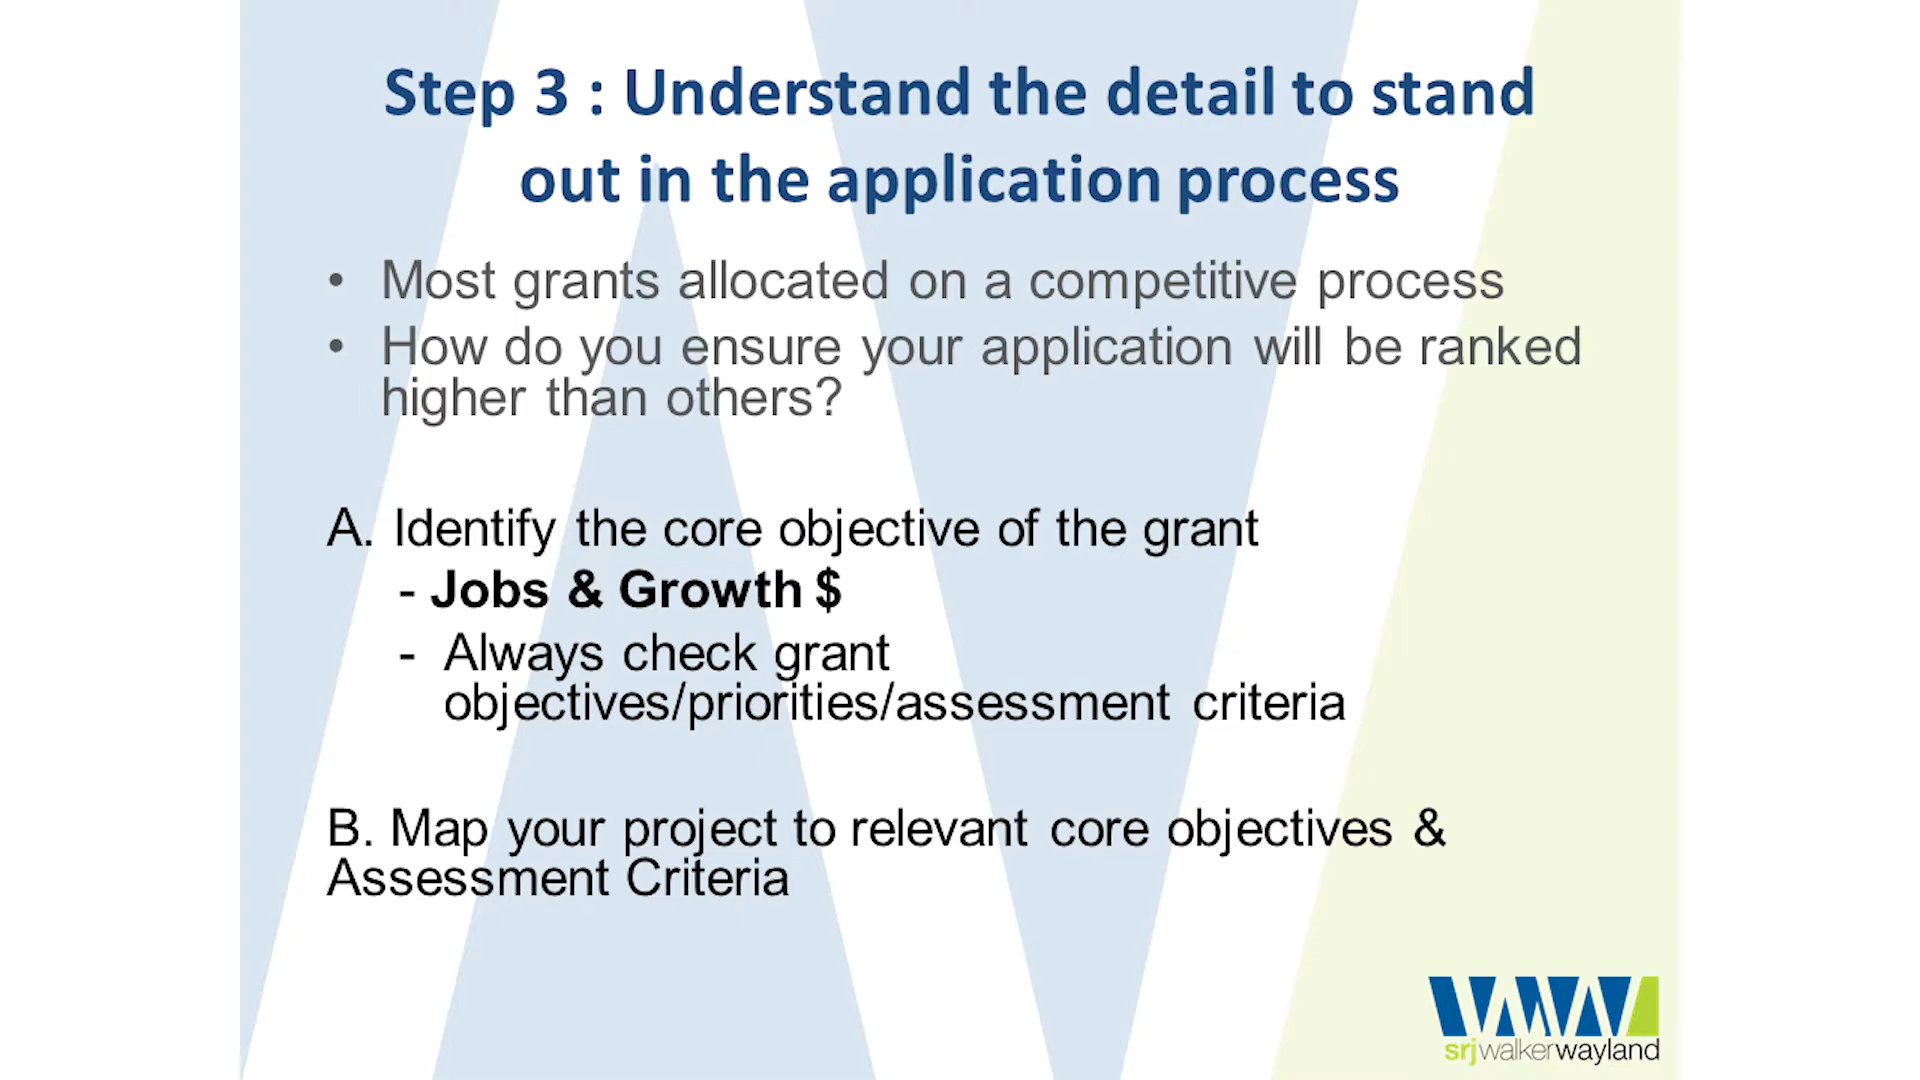 Step 3 : Understand the detail to stand
out in the application process
• Most grants allocated on a competitive process
• How do you ensure your application will be ranked
higher than others?
A. Identify the core objective of the grant
- Jobs & Growth $
- Always check grant
objectives/priorities/assessment criteria
B. Map your project to relevant core objectives &
Assessment Criteria
srjwalkerwayland